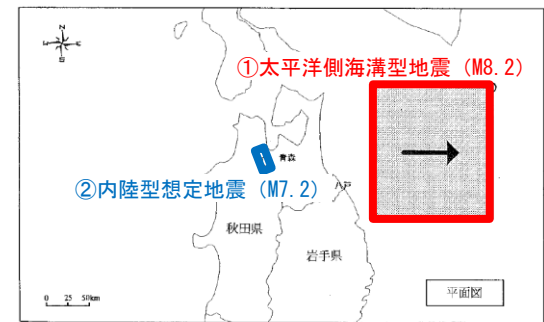 N
W
E
S
①太平洋側海溝型地震（M8.2）
青森
②内陸型想定地震（M7.2）
八戸
秋田県
岩手県
0 25 50km
平面図